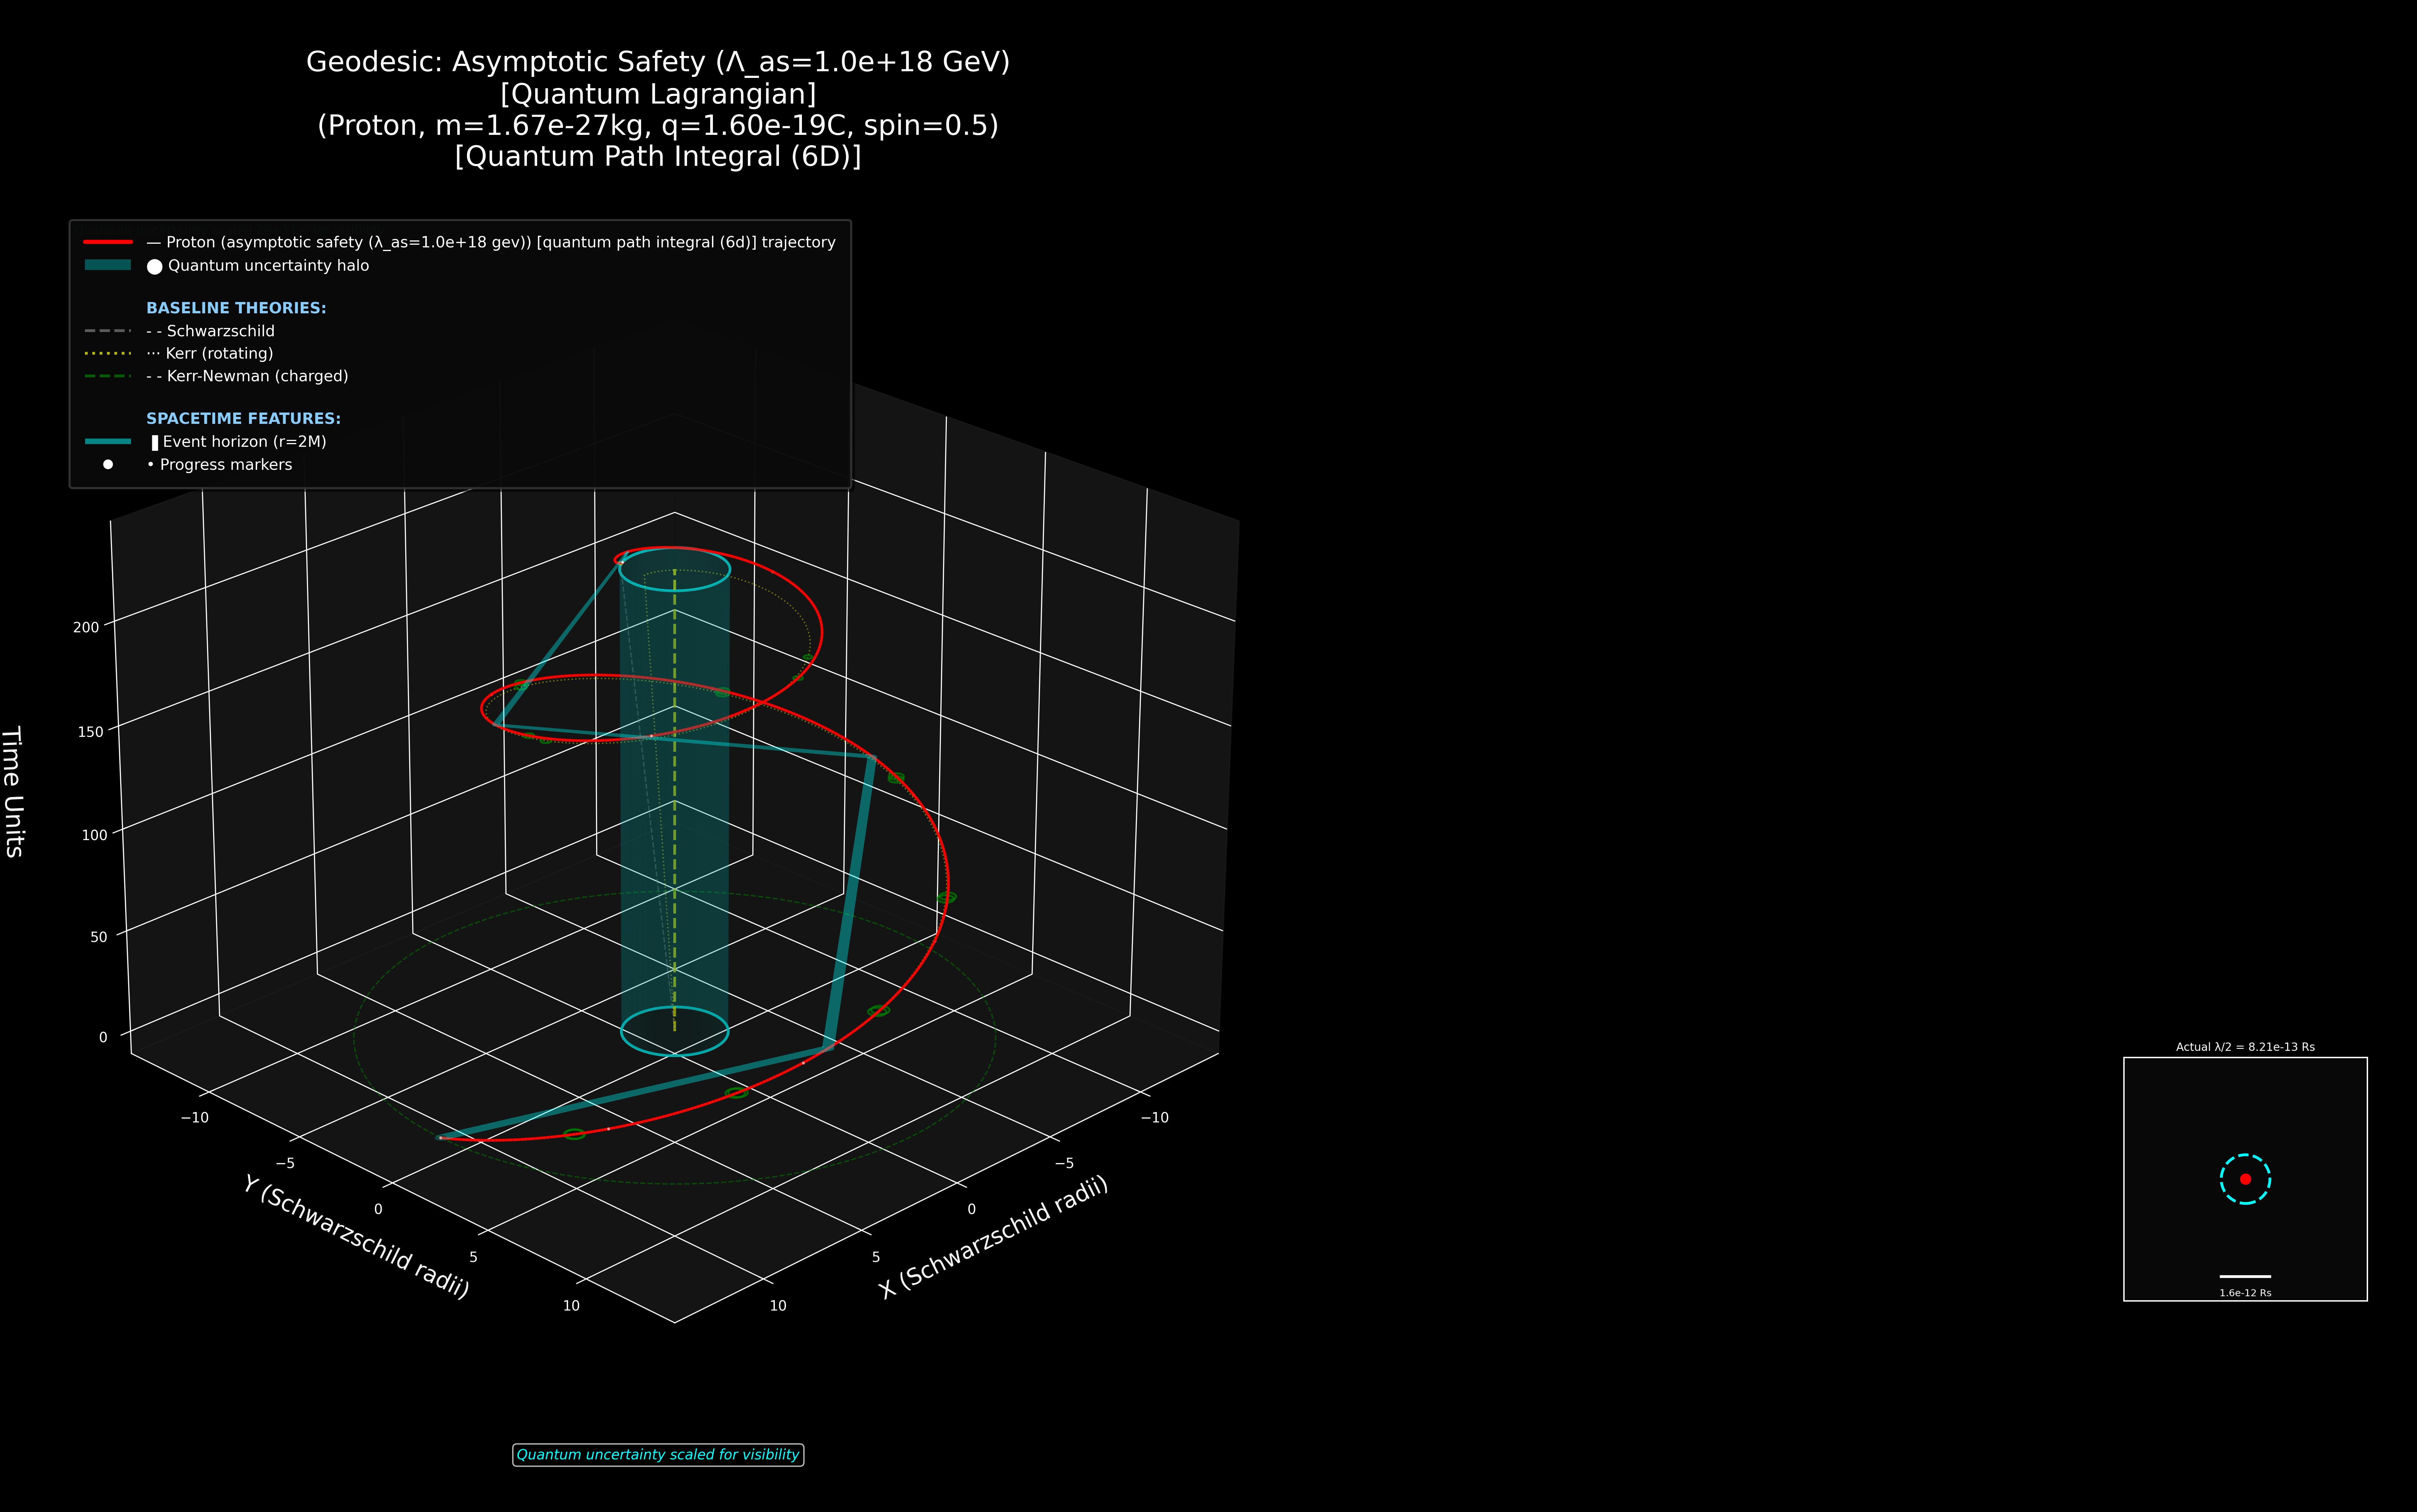 Geodesic: Asymptotic Safety (Λ_as=1.0e+18 GeV)
[Quantum Lagrangian]
(Proton, m=1.67e-27kg, q=1.60e-19C, spin=0.5)
[Quantum Path Integral (6D)]
— Proton (asymptotic safety (λ_as=1.0e+18 gev)) [quantum path integral (6d)] trajectory
● Quantum uncertainty halo
BASELINE THEORIES:
- - Schwarzschild
··· Kerr (rotating)
- - Kerr-Newman (charged)
SPACETIME FEATURES:
▐ Event horizon (r=2M)
• Progress markers
Time Units
200
150
100
50
0
−10
−5
0
5
10
Y (Schwarzschild radii)
−10
−5
0
5
10
X (Schwarzschild radii)
Actual λ/2 = 8.21e-13 Rs
1.6e-12 Rs
Quantum uncertainty scaled for visibility